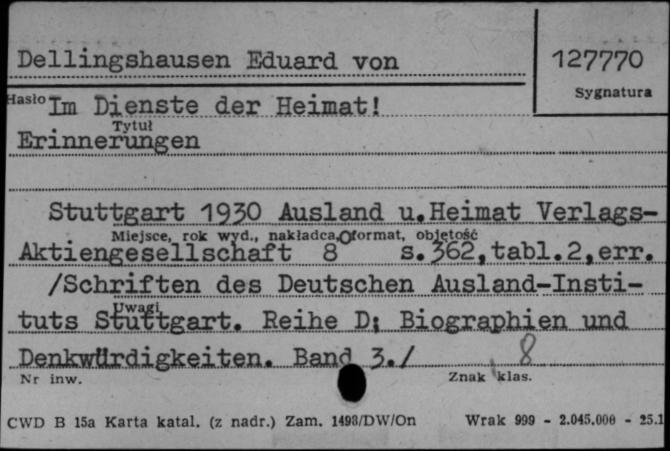 Dellingshausen Eduard von
127770
Sygnatura
Hasło Im Dienste der Heimat!
Tytuł
Erinnerungen
Stuttgart 1930 Ausland u.Heimat Verlags-
Miejsce, rok wyd., nakładca, format, objętość
Aktiengesellschaft 8° s.362,tabl.2,err.
/Schriften des Deutschen Ausland-Insti-
Uwagi
tuts Stuttgart. Reihe D: Biographien und
Denkwürdigkeiten. Band 3./
8
Nr inw.
Znak klas.
CWD B 15a Karta katal. (z nadr.) Zam. 1498/DW/On
Wrak 999 - 2.045.000 - 25.1